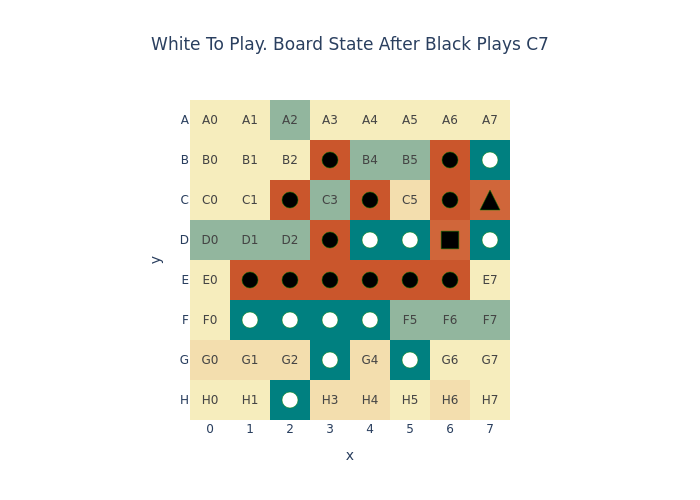 White To Play. Board State After Black Plays C7
A A0 A1 A2 A3 A4 A5 A6 A7
B B0 B1 B2 B4 B5
C C0 C1 C3 C5
D D0 D1 D2
E E0 E7
F F0 F5 F6 F7
G G0 G1 G2 G4 G6 G7
H H0 H1 H3 H4 H5 H6 H7
0 1 2 3 4 5 6 7
x
y